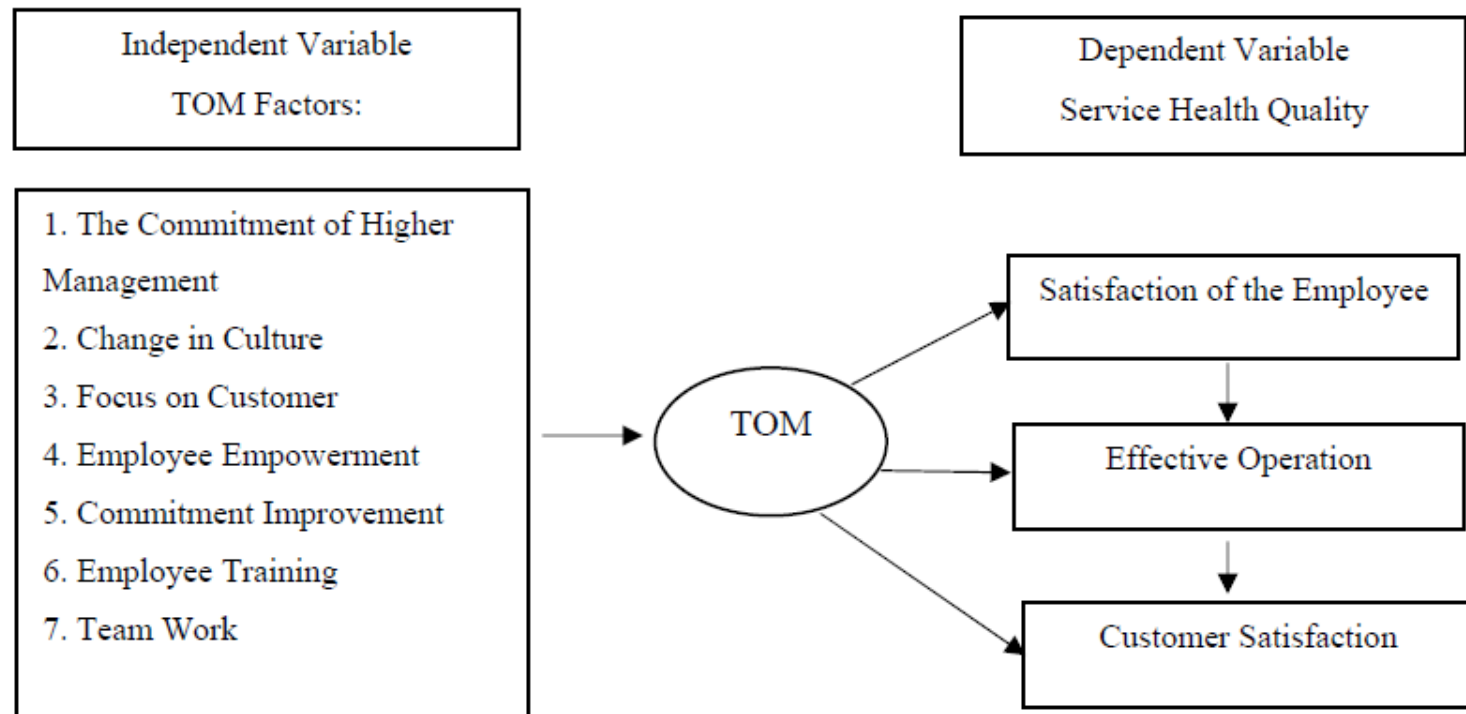 Independent Variable
TOM Factors:
Dependent Variable
Service Health Quality
1. The Commitment of Higher
Management
2. Change in Culture
3. Focus on Customer
4. Employee Empowerment
5. Commitment Improvement
6. Employee Training
7. Team Work
TOM
Satisfaction of the Employee
Effective Operation
Customer Satisfaction